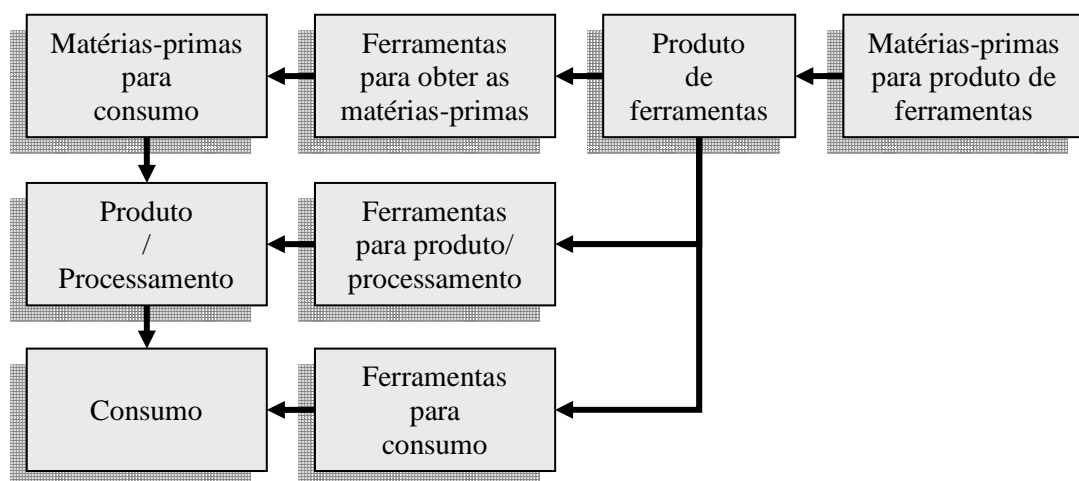 Matérias-primas
para
consumo
Ferramentas
para obter as
matérias-primas
Produto
de
ferramentas
Matérias-primas
para produto de
ferramentas
Produto
/
Processamento
Ferramentas
para produto/
processamento
Consumo
Ferramentas
para
consumo